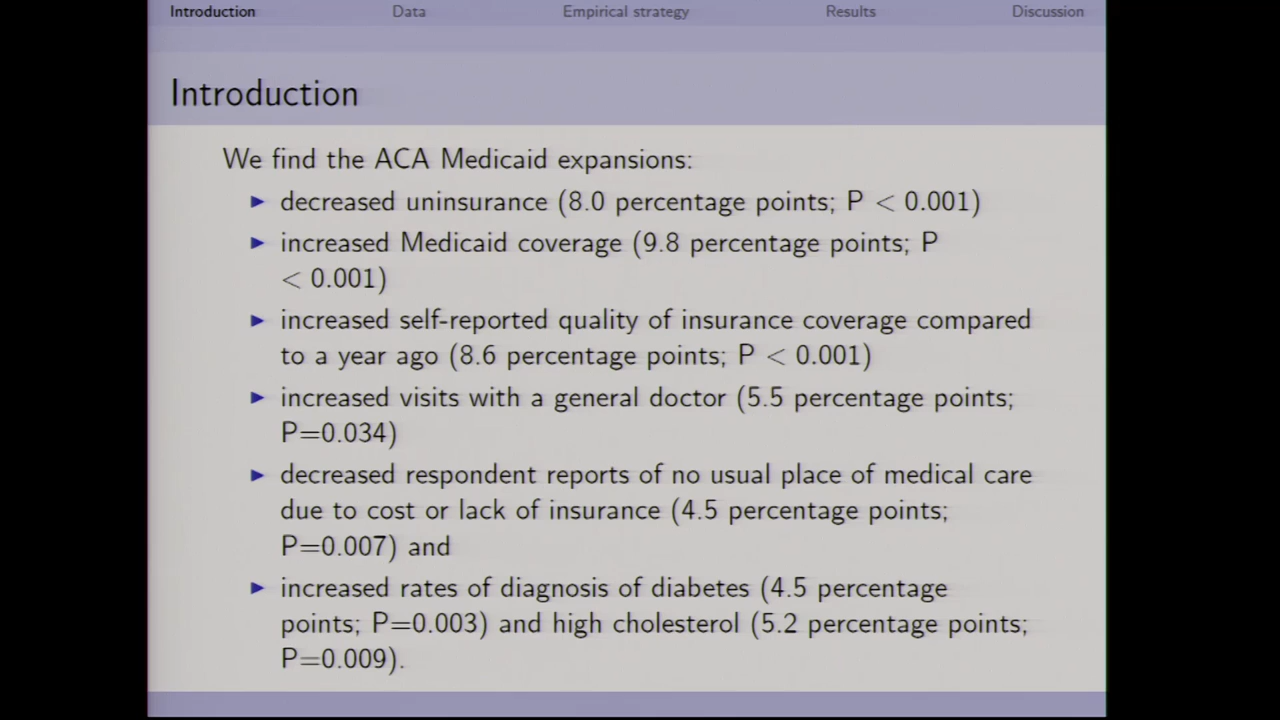 Introduction Data Empirical strategy Results Discussion
Introduction
We find the ACA Medicaid expansions:
decreased uninsurance (8.0 percentage points; P < 0.001)
increased Medicaid coverage (9.8 percentage points; P
< 0.001)
increased self-reported quality of insurance coverage compared
to a year ago (8.6 percentage points; P < 0.001)
increased visits with a general doctor (5.5 percentage points;
P=0.034)
decreased respondent reports of no usual place of medical care
due to cost or lack of insurance (4.5 percentage points;
P=0.007) and
increased rates of diagnosis of diabetes (4.5 percentage
points; P=0.003) and high cholesterol (5.2 percentage points;
P=0.009).